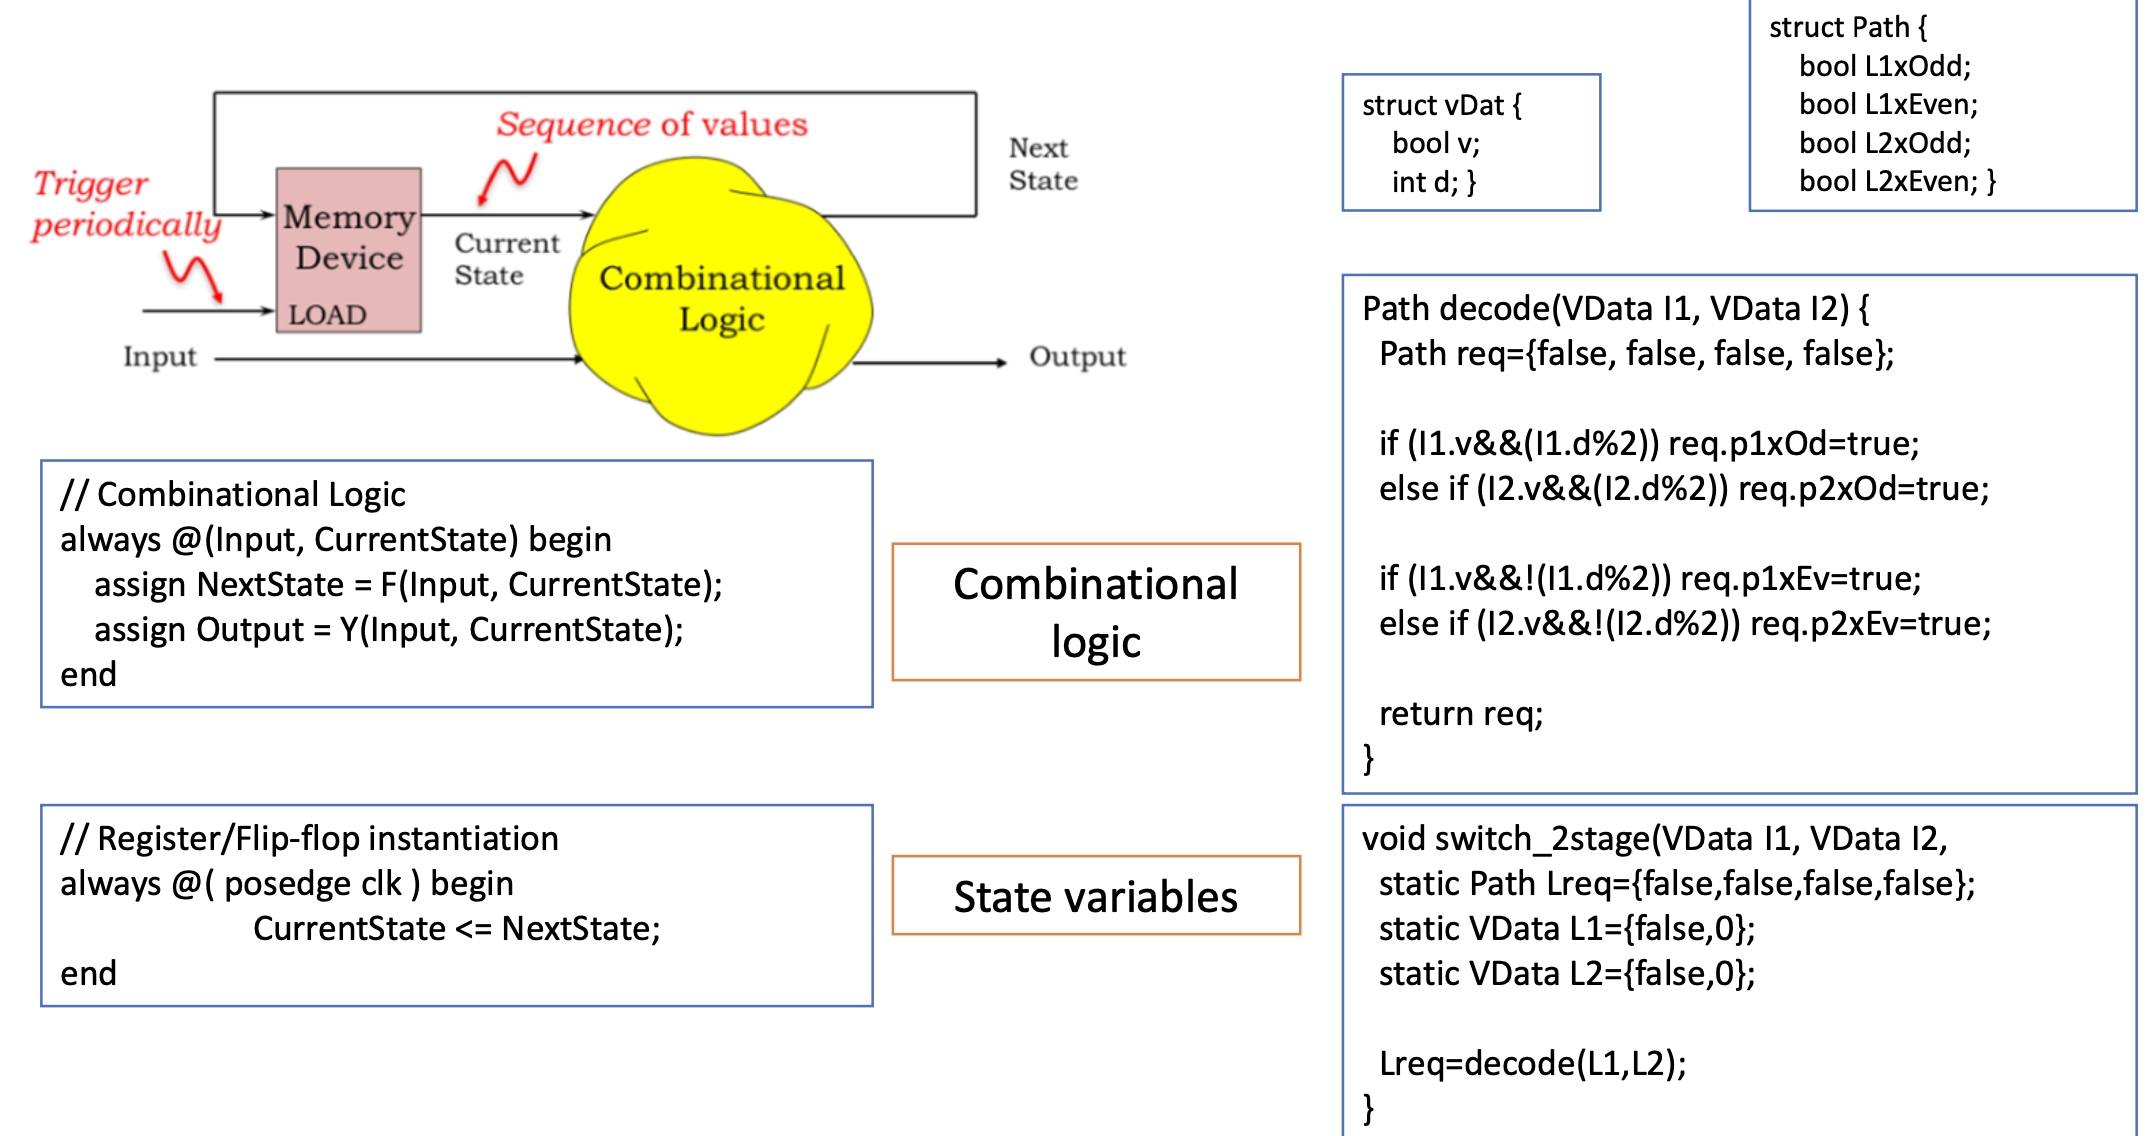 Sequence of values
Trigger
periodically
Memory
Device
LOAD
Current
State
Combinational
Logic
Next
State
Input
Output
struct vDat {
bool v;
int d; }
struct Path {
bool L1xOdd;
bool L1xEven;
bool L2xOdd;
bool L2xEven; }
// Combinational Logic
always @(Input, CurrentState) begin
assign NextState = F(Input, CurrentState);
assign Output = Y(Input, CurrentState);
end
Combinational
logic
Path decode(VData I1, VData I2) {
Path req={false, false, false, false};
if (I1.v&&(I1.d%2)) req.p1xOd=true;
else if (I2.v&&(I2.d%2)) req.p2xOd=true;
if (I1.v&&!(I1.d%2)) req.p1xEv=true;
else if (I2.v&&!(I2.d%2)) req.p2xEv=true;
return req;
}
// Register/Flip-flop instantiation
always @( posedge clk ) begin
CurrentState <= NextState;
end
State variables
void switch_2stage(VData I1, VData I2,
static Path Lreq={false,false,false,false};
static VData L1={false,0};
static VData L2={false,0};
Lreq=decode(L1,L2);
}